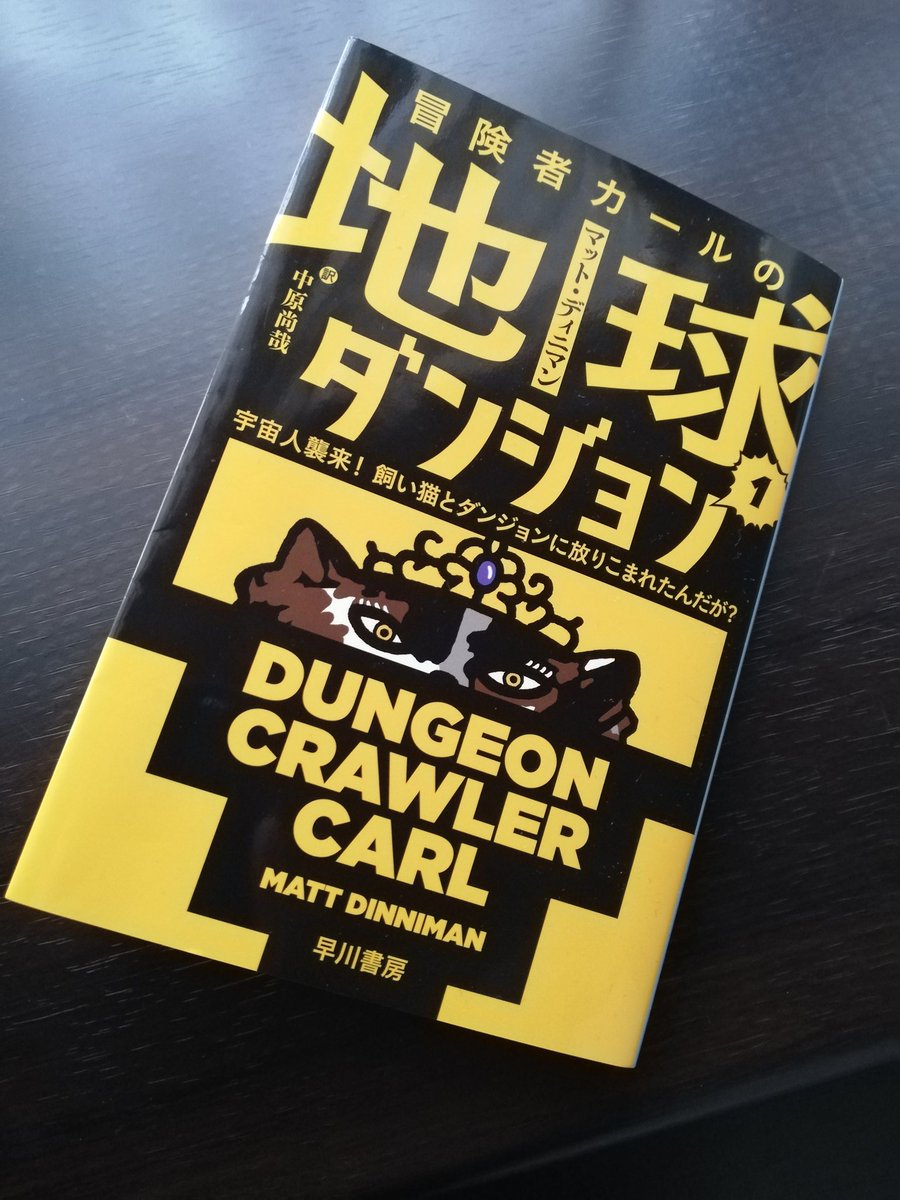 冒険者カールの
地球
ダンジョン
1
マット・ディニマン
訳 中原尚哉
宇宙人襲来！飼い猫とダンジョンに放りこまれたんだが？
DUNGEON
CRAWLER
CARL
MATT DINNIMAN
早川書房